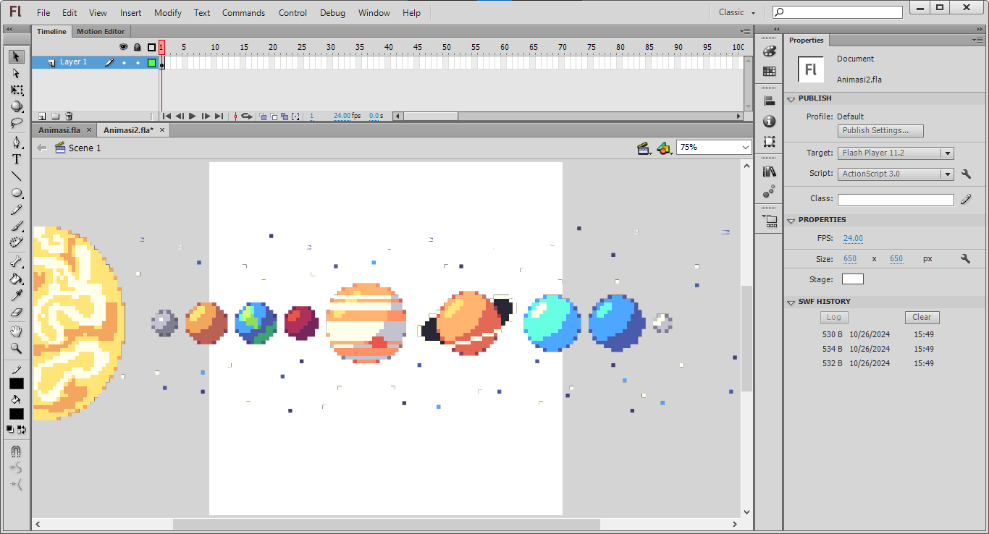 Fl File Edit View Insert Modify Text Commands Control Debug Window Help Classic
Timeline Motion Editor
1 5 10 15 20 25 30 35 40 45 50 55 60 65 70 75 80 85 90 95 100
Layer 1
1 24.00 fps 0.0 s
Animasi.fla × Animasi2.fla* ×
Scene 1 75%
Properties
Fl
Document
Animasi2.fla
PUBLISH
Profile: Default
Publish Settings...
Target: Flash Player 11.2
Script: ActionScript 3.0
Class:
PROPERTIES
FPS: 24.00
Size: 650 x 650 px
Stage:
SWF HISTORY
Log Clear
530 B 10/26/2024 15:49
534 B 10/26/2024 15:49
532 B 10/26/2024 15:49